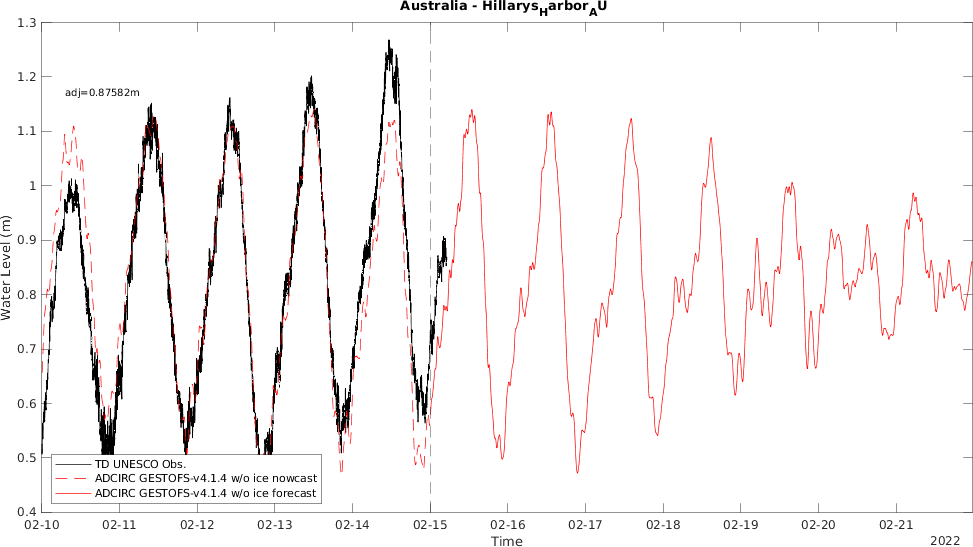 Australia - Hillarys_Harbor_AU
1.3
1.2
1.1
1
0.9
0.8
0.7
0.6
0.5
0.4
Water Level (m)
adj=0.87582m
TD UNESCO Obs.
ADCIRC GESTOFS-v4.1.4 w/o ice nowcast
ADCIRC GESTOFS-v4.1.4 w/o ice forecast
02-10 02-11 02-12 02-13 02-14 02-15 02-16 02-17 02-18 02-19 02-20 02-21
Time
2022